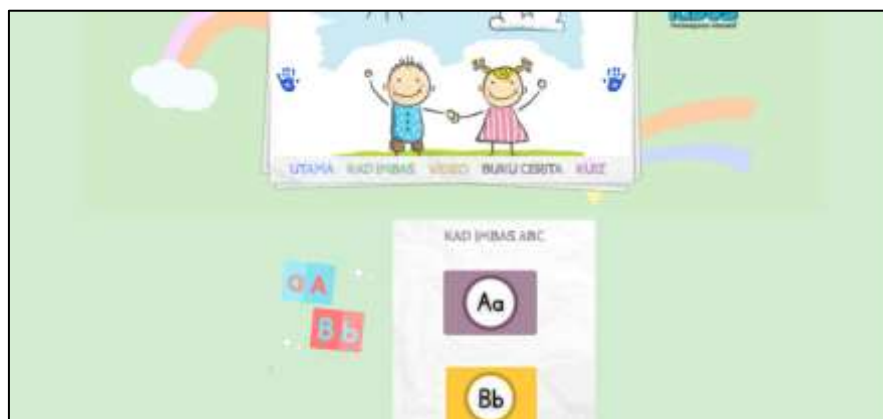 UTAMA KAD IMBAS VIDEO BUKU CERITA KUIZ
KAD IMBAS ABC
a A
Aa
B b
Bb